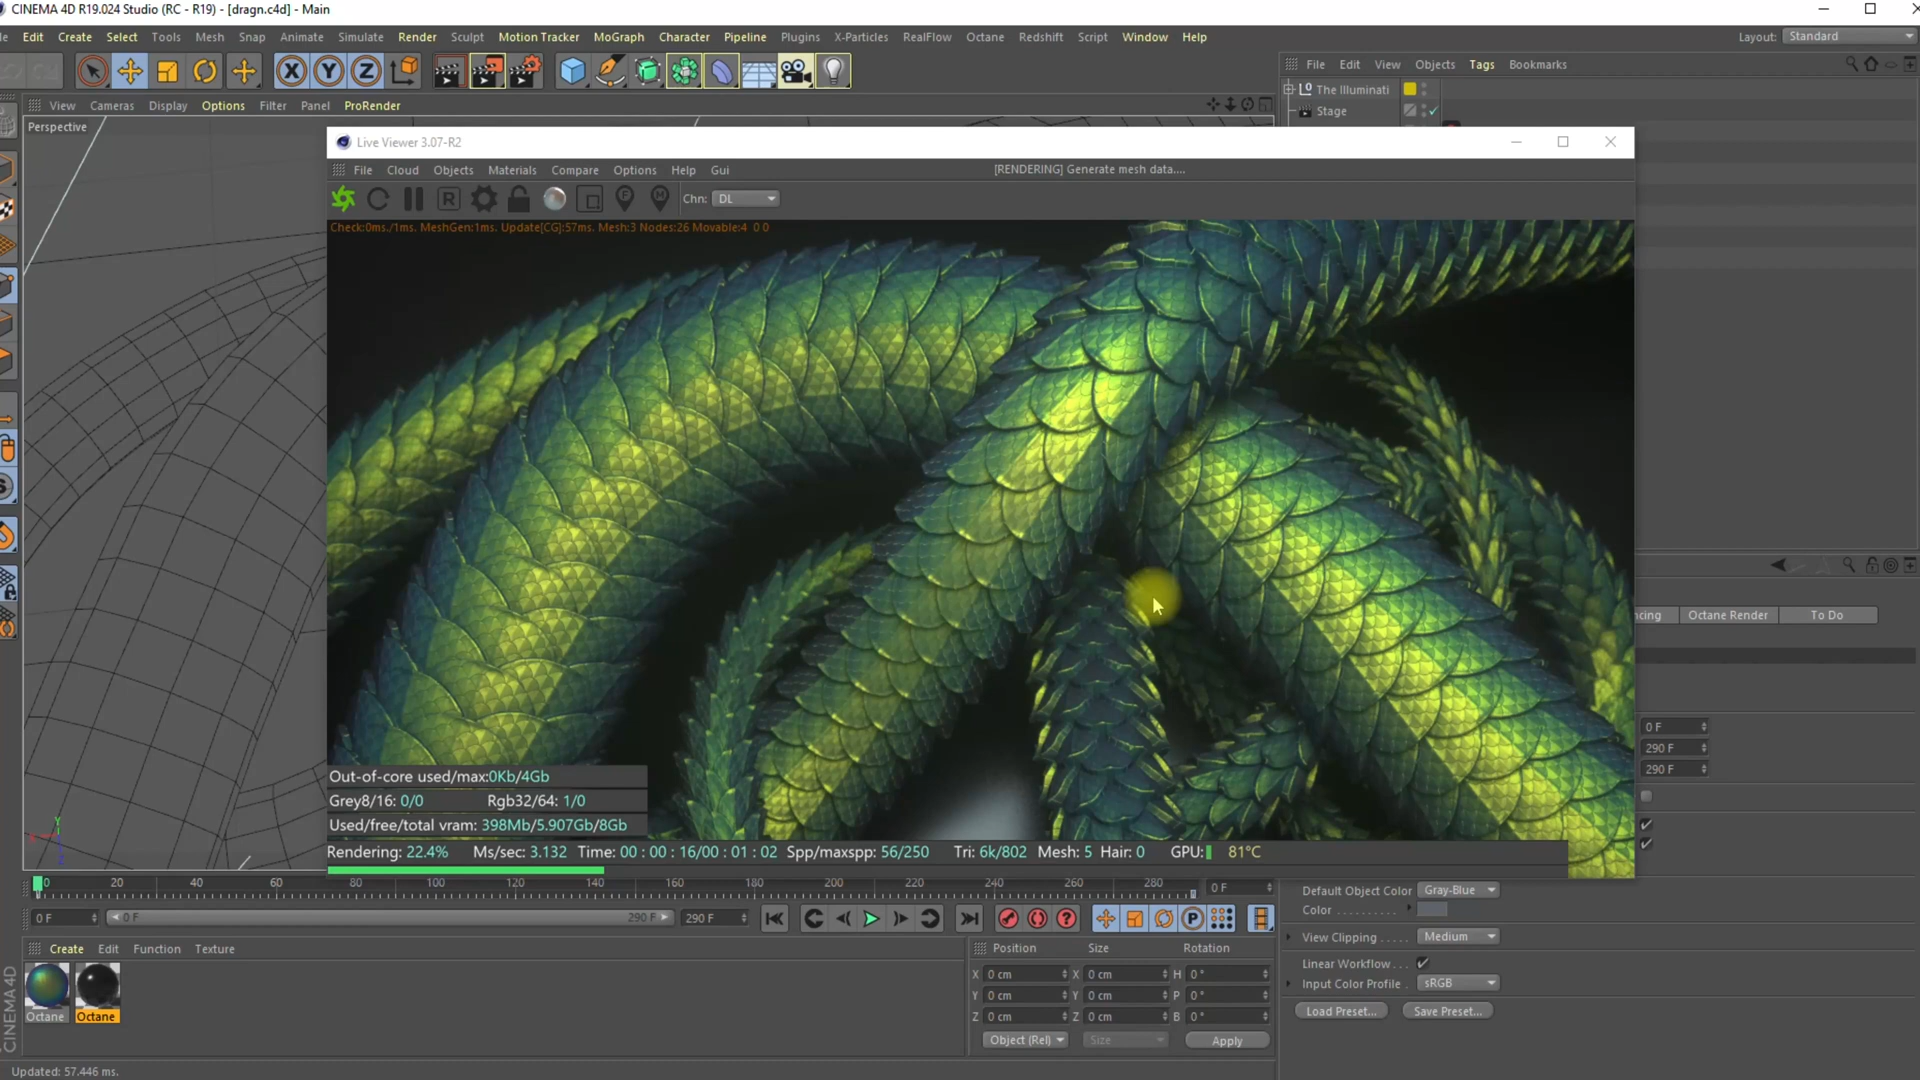 CINEMA 4D R19.024 Studio (RC - R19) - [dragn.c4d] - Main
Edit Create Select Tools Mesh Snap Animate Simulate Render Sculpt Motion Tracker MoGraph Character Pipeline Plugins X-Particles RealFlow Octane Redshift Script Window Help Layout: Standard
File Edit View Objects Tags Bookmarks
View Cameras Display Options Filter Panel ProRender
The Illuminati
Stage
Perspective
Live Viewer 3.07-R2
File Cloud Objects Materials Compare Options Help Gui [RENDERING] Generate mesh data....
R Chn: DL
Check:0ms./1ms. MeshGen:1ms. Update[CG]:57ms. Mesh:3 Nodes:26 Movable:4 0 0
Octane Render To Do
0 F
290 F
290 F
Out-of-core used/max:0Kb/4Gb
Grey8/16: 0/0 Rgb32/64: 1/0
Used/free/total vram: 398Mb/5.907Gb/8Gb
Rendering: 22.4% Ms/sec: 3.132 Time: 00 : 00 : 16/00 : 01 : 02 Spp/maxspp: 56/250 Tri: 6k/802 Mesh: 5 Hair: 0 GPU: 81°C
0 20 40 60 80 100 120 140 160 180 200 220 240 260 280 0 F
0 F 0 F 290 F 290 F
Default Object Color Gray-Blue
Color
View Clipping Medium
Linear Workflow
Input Color Profile sRGB
Load Preset... Save Preset...
Create Edit Function Texture
Octane Octane
Position Size Rotation
X 0 cm X 0 cm H 0 °
Y 0 cm Y 0 cm P 0 °
Z 0 cm Z 0 cm B 0 °
Object (Rel) Size Apply
CINEMA 4D
Updated: 57.446 ms.